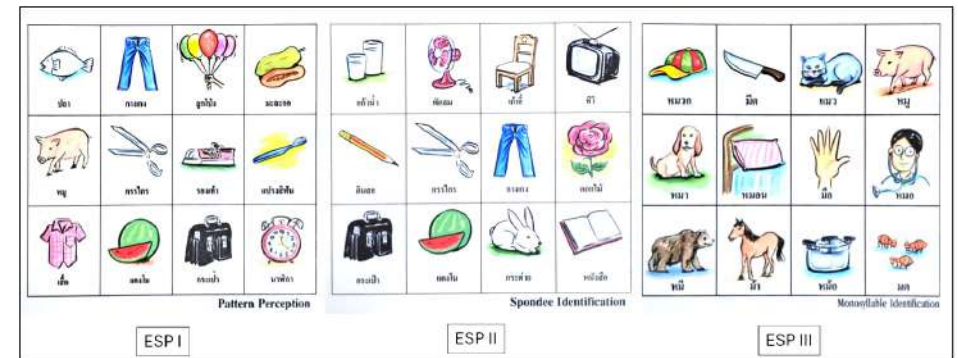 ปลา กางเกง ลูกโป่ง มะละกอ
หมู กรรไกร รองเท้า แปรงสีฟัน
เสื้อ แตงโม กระเป๋า นาฬิกา
Pattern Perception
ESP I
แก้วน้ำ พัดลม เก้าอี้ ทีวี
ดินสอ กรรไกร กางเกง ดอกไม้
กระเป๋า แตงโม กระต่าย หนังสือ
Spondee Identification
ESP II
หมวก มีด แมว หมู
หมา หมอน มือ หมอ
หมี ม้า หม้อ มด
Monosyllable Identification
ESP III